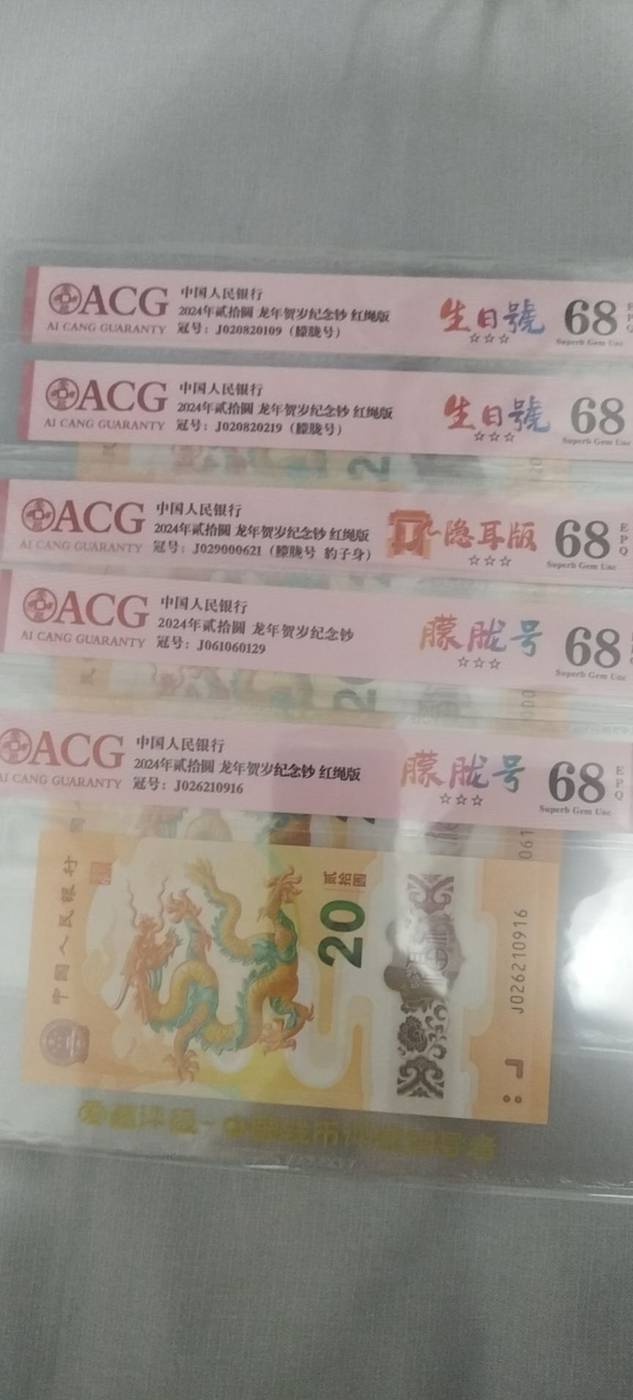 ACG
AI CANG GUARANTY
中国人民银行
2024年贰拾圆 龙年贺岁纪念钞 红绳版
冠号：J020820109（朦胧号）
生日號
☆☆☆
68
Superb Gem Unc
E
P
ACG
AI CANG GUARANTY
中国人民银行
2024年贰拾圆 龙年贺岁纪念钞 红绳版
冠号：J020820219（朦胧号）
生日號
☆☆☆
68
Superb Gem Unc
ACG
AI CANG GUARANTY
中国人民银行
2024年贰拾圆 龙年贺岁纪念钞 红绳版
冠号：J029000621（朦胧号 豹子身）
隐耳版
☆☆☆
68
Superb Gem Unc
E
P
Q
ACG
AI CANG GUARANTY
中国人民银行
2024年贰拾圆 龙年贺岁纪念钞
冠号：J061060129
朦胧号
☆☆☆
68
Superb Gem Unc
ACG
AI CANG GUARANTY
中国人民银行
2024年贰拾圆 龙年贺岁纪念钞 红绳版
冠号：J026210916
朦胧号
☆☆☆
68
Superb Gem Unc
E
P
Q
中国人民银行
贰拾圆
20
J026210916